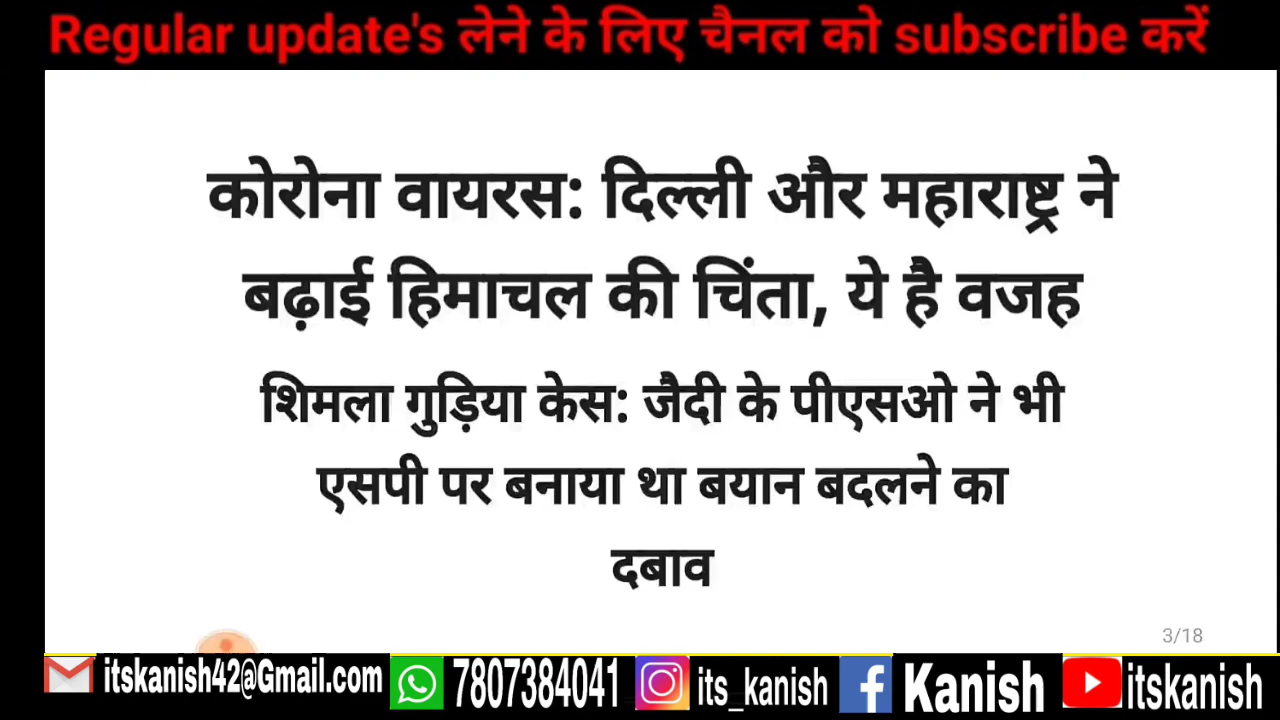 Regular update's लेने के लिए चैनल को subscribe करें
कोरोना वायरस: दिल्ली और महाराष्ट्र ने
बढ़ाई हिमाचल की चिंता, ये है वजह
शिमला गुड़िया केस: जैदी के पीएसओ ने भी
एसपी पर बनाया था बयान बदलने का
दबाव
3/18
itskanish42@Gmail.com 7807384041 its_kanish Kanish itskanish